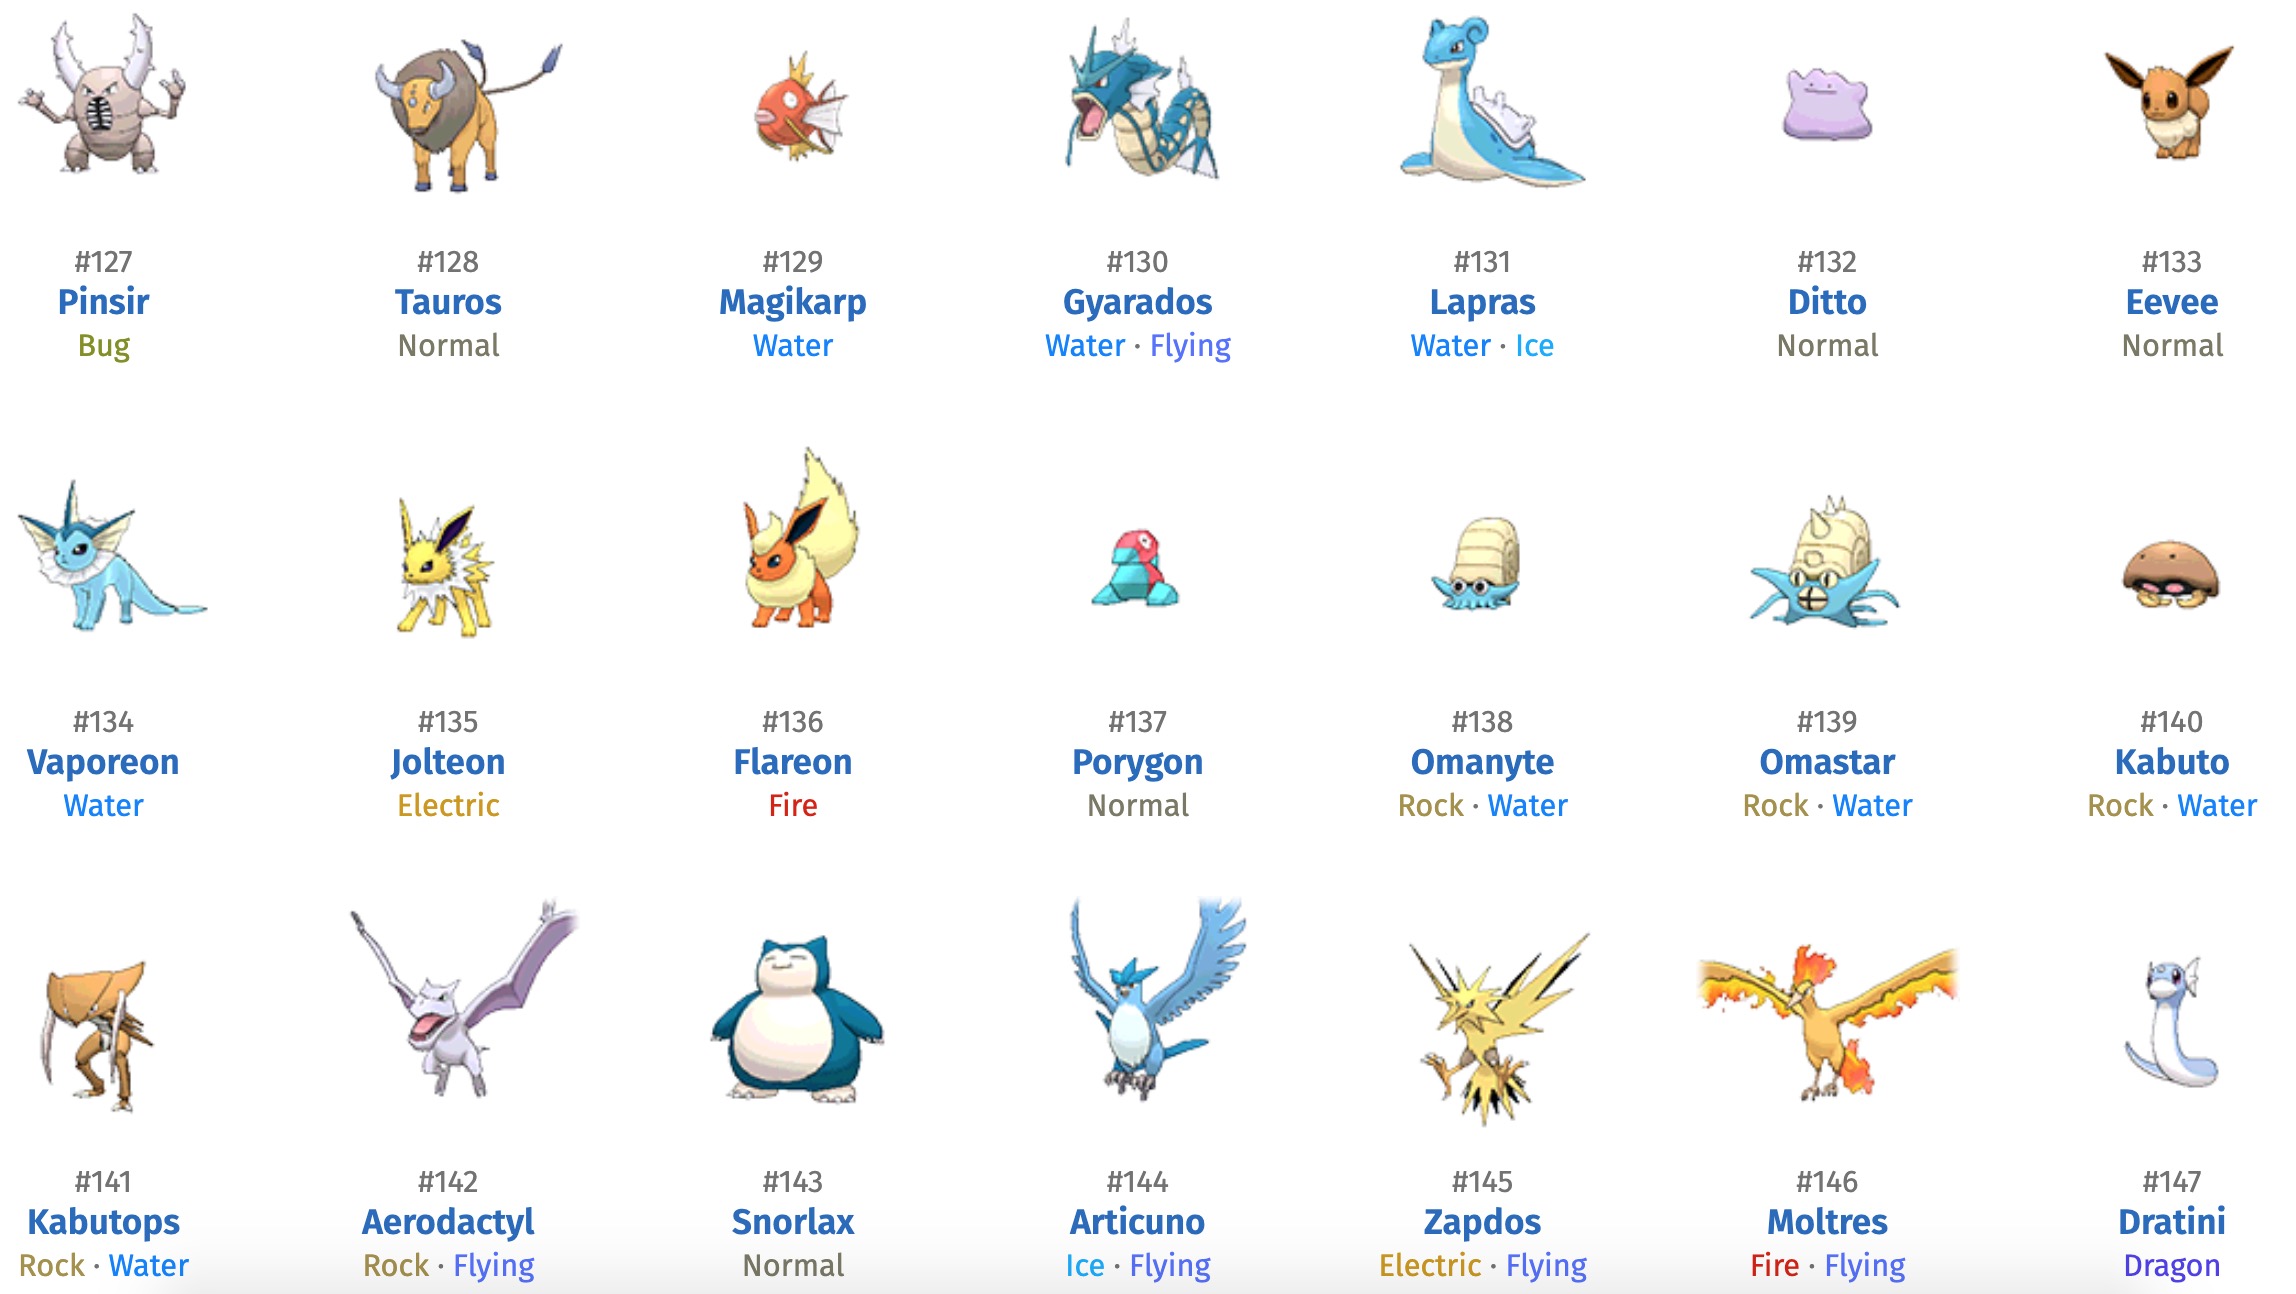 #127
Pinsir
Bug
#128
Tauros
Normal
#129
Magikarp
Water
#130
Gyarados
Water · Flying
#131
Lapras
Water · Ice
#132
Ditto
Normal
#133
Eevee
Normal
#134
Vaporeon
Water
#135
Jolteon
Electric
#136
Flareon
Fire
#137
Porygon
Normal
#138
Omanyte
Rock · Water
#139
Omastar
Rock · Water
#140
Kabuto
Rock · Water
#141
Kabutops
Rock · Water
#142
Aerodactyl
Rock · Flying
#143
Snorlax
Normal
#144
Articuno
Ice · Flying
#145
Zapdos
Electric · Flying
#146
Moltres
Fire · Flying
#147
Dratini
Dragon